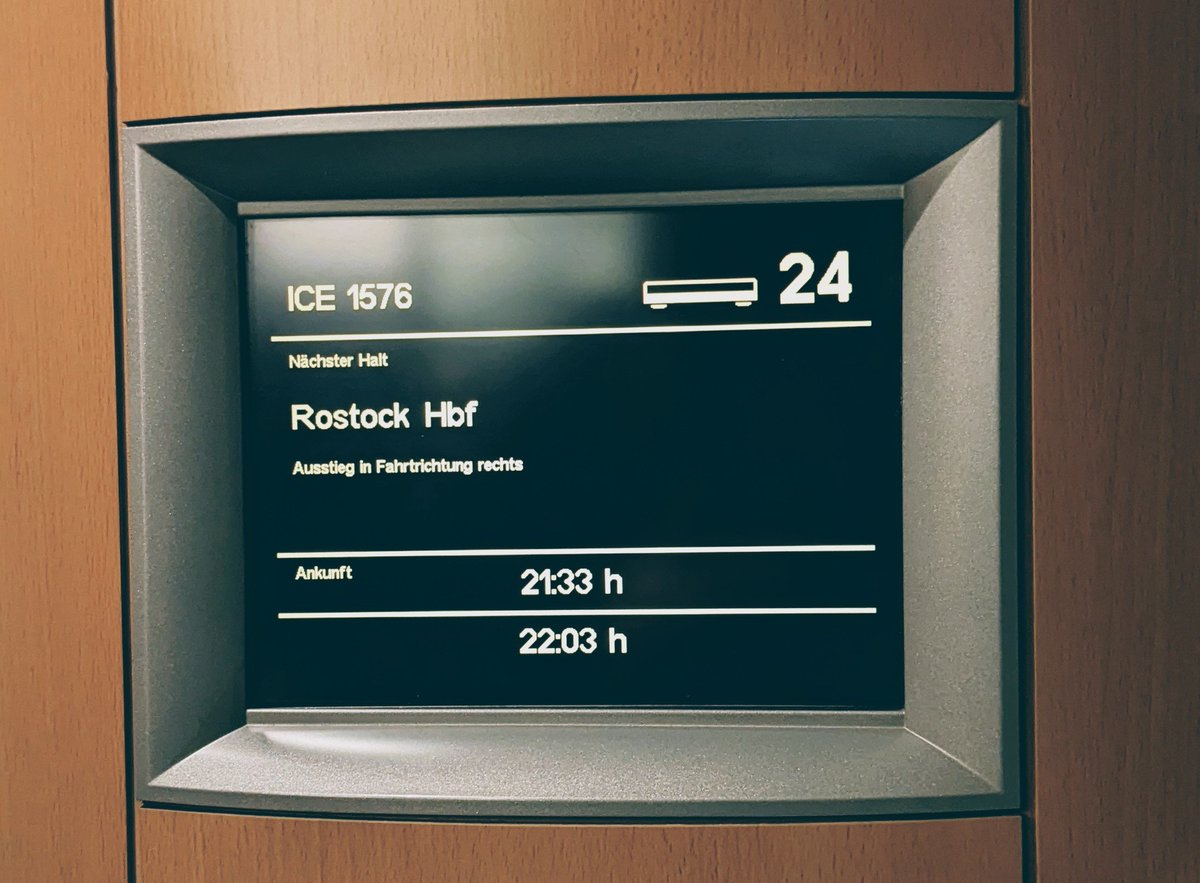 ICE 1576 24
Nächster Halt
Rostock Hbf
Ausstieg in Fahrtrichtung rechts
Ankunft 21:33 h
22:03 h